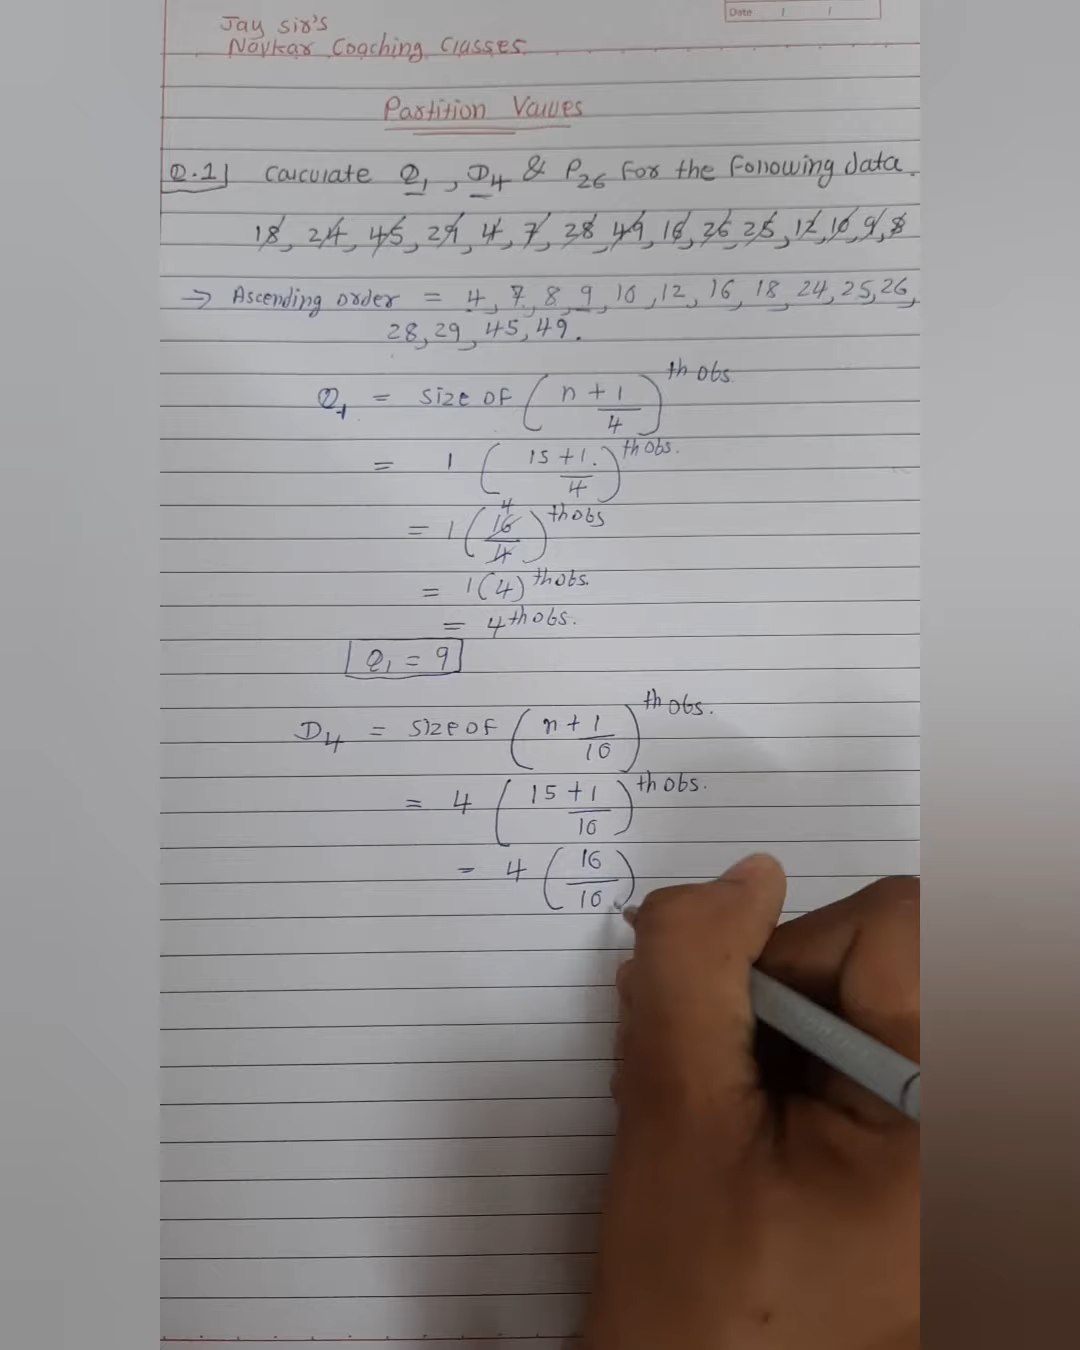 Date / /
Jay Sir's
Navkar Coaching Classes.
Partition Values
Q.1] Calculate Q1, D4 & P26 For the Following data.
18, 24, 45, 29, 4, 7, 28, 49, 16, 26, 25, 12, 10, 9, 8
→ Ascending order = 4, 7, 8, 9, 10, 12, 16, 18, 24, 25, 26,
28, 29, 45, 49.
Q1 = Size of (n+1/4)th obs.
= 1 (15+1/4)th obs.
= 1 (16/4)th obs 4
= 1(4)th obs.
= 4th obs.
Q1 = 9
D4 = Size of (n+1/10)th obs.
= 4 (15+1/10)th obs.
= 4 (16/10)